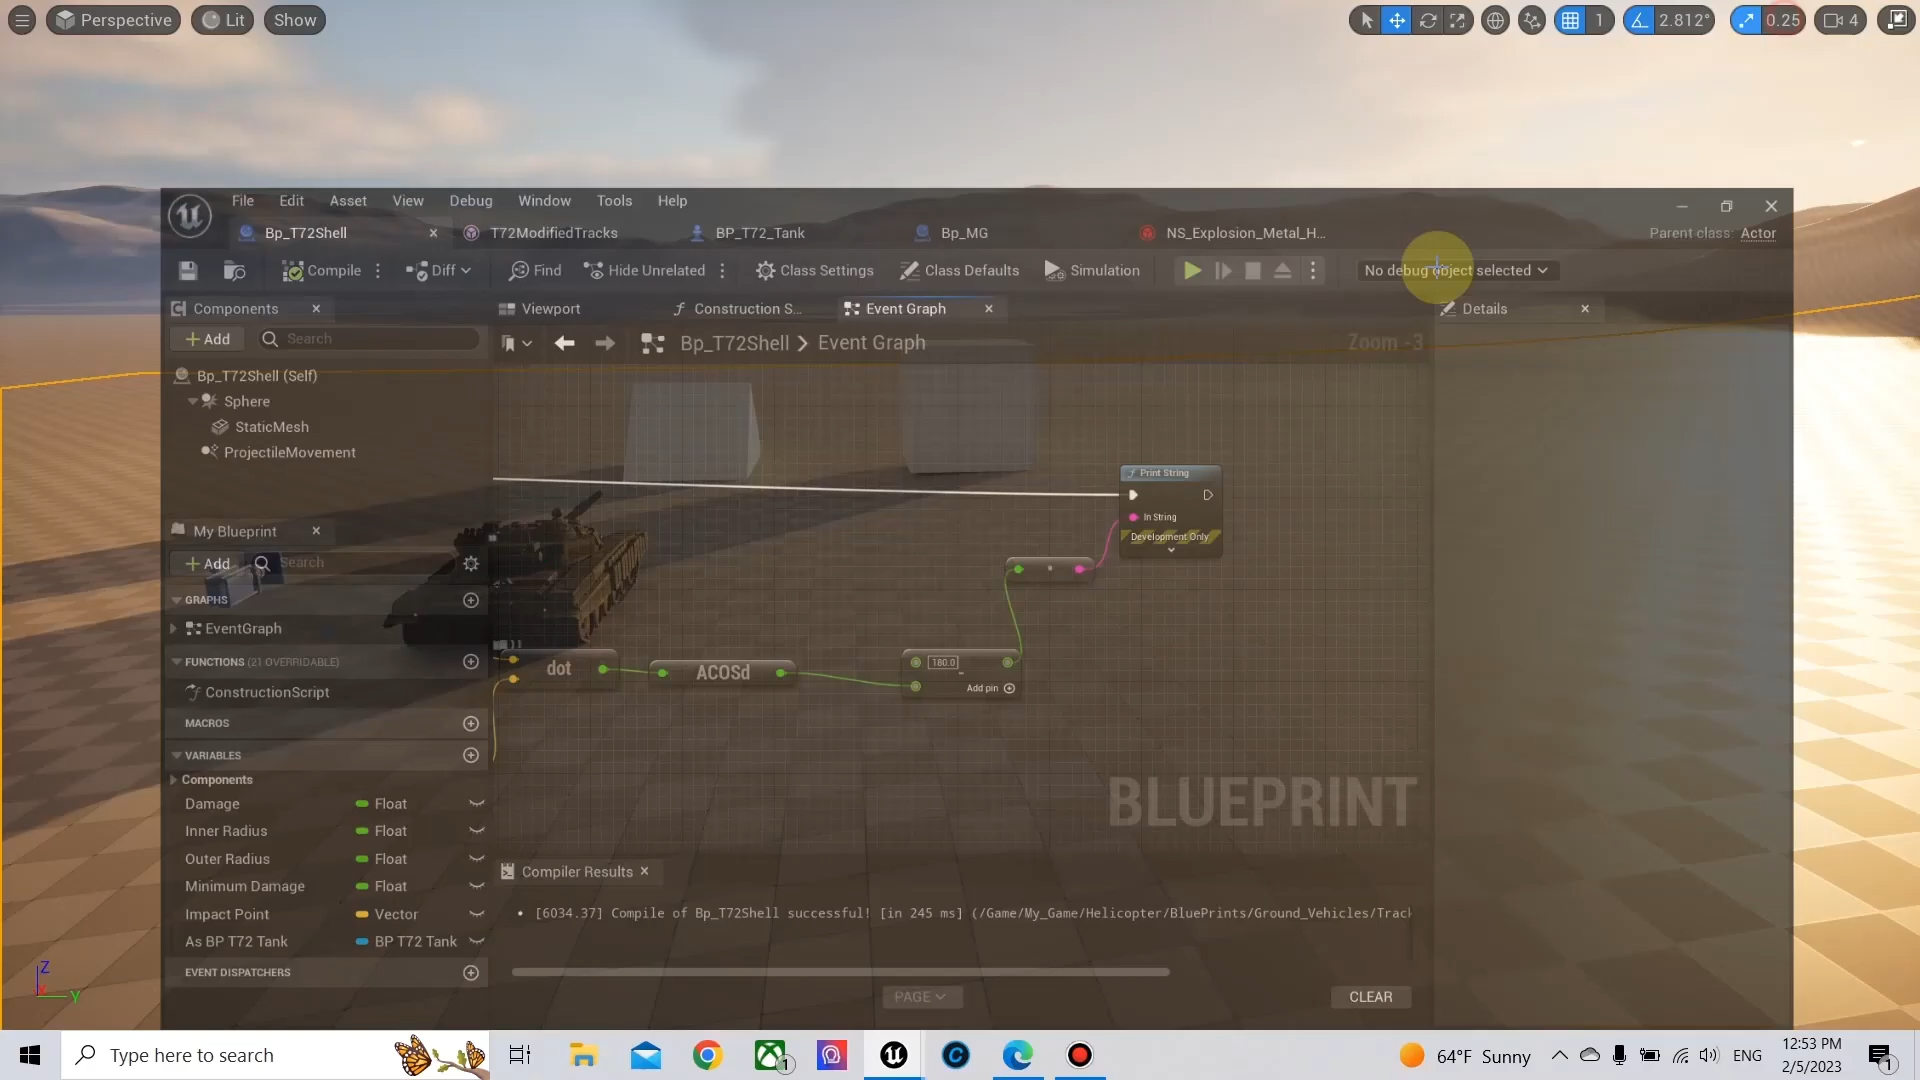 Perspective
Lit
Show
1
2.812°
0.25
4
File Edit Asset View Debug Window Tools Help
Bp_T72Shell
T72ModifiedTracks
BP_T72_Tank
Bp_MG
NS_Explosion_Metal_H...
Parent class: Actor
Compile
Diff
Find
Hide Unrelated
Class Settings
Class Defaults
Simulation
No debug object selected
Components
Viewport
Construction S...
Event Graph
Details
+ Add
Search
Bp_T72Shell > Event Graph
Zoom -3
Bp_T72Shell (Self)
Sphere
StaticMesh
ProjectileMovement
Print String
In String
Development Only
My Blueprint
+ Add
Search
GRAPHS
EventGraph
FUNCTIONS (21 OVERRIDABLE)
ConstructionScript
MACROS
VARIABLES
Components
Damage Float
Inner Radius Float
Outer Radius Float
Minimum Damage Float
Impact Point Vector
As BP T72 Tank BP T72 Tank
EVENT DISPATCHERS
dot
ACOSd
180.0
-
Add pin
BLUEPRINT
Compiler Results
• [6034.37] Compile of Bp_T72Shell successful! [in 245 ms] (/Game/My_Game/Helicopter/BluePrints/Ground_Vehicles/Track
PAGE
CLEAR
Z
X
Y
Type here to search
1
64°F Sunny
ENG
12:53 PM
2/5/2023
1